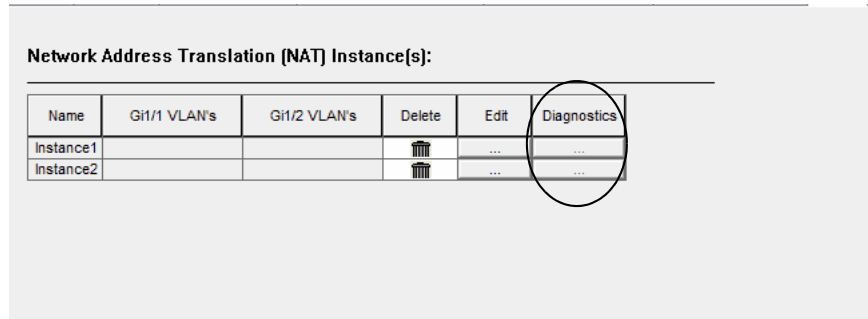 Network Address Translation (NAT) Instance(s):
Name Gi1/1 VLAN's Gi1/2 VLAN's Delete Edit Diagnostics
Instance1 ... ...
Instance2 ... ...